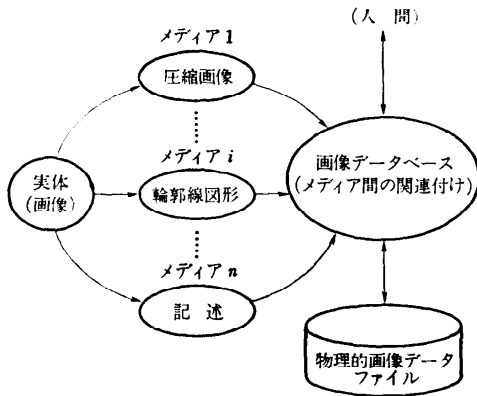 (人 間)
メディア 1
圧縮画像
メディア i
実体
(画像)
輪郭線図形
画像データベース
(メディア間の関連付け)
メディア n
記 述
物理的画像データ
ファイル